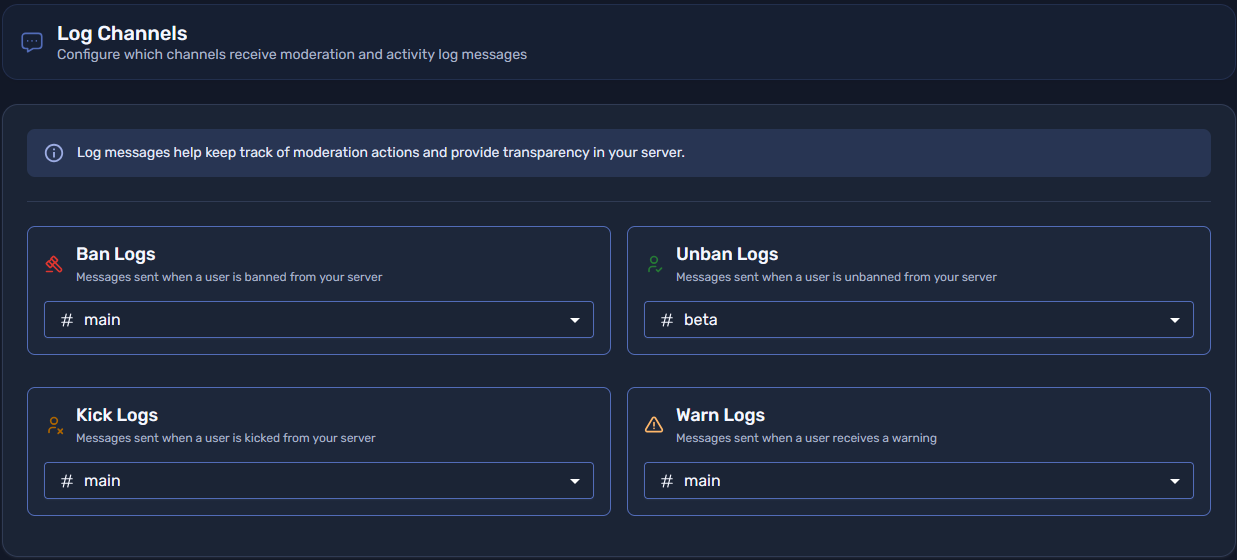 Log Channels
Configure which channels receive moderation and activity log messages
Log messages help keep track of moderation actions and provide transparency in your server.
Ban Logs
Messages sent when a user is banned from your server
# main
Unban Logs
Messages sent when a user is unbanned from your server
# beta
Kick Logs
Messages sent when a user is kicked from your server
# main
Warn Logs
Messages sent when a user receives a warning
# main